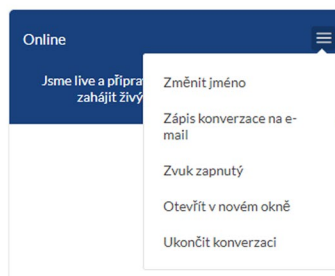 Online
Jsme live a připra
zahájit živý
Změnit jméno
Zápis konverzace na e-
mail
Zvuk zapnutý
Otevřít v novém okně
Ukončit konverzaci